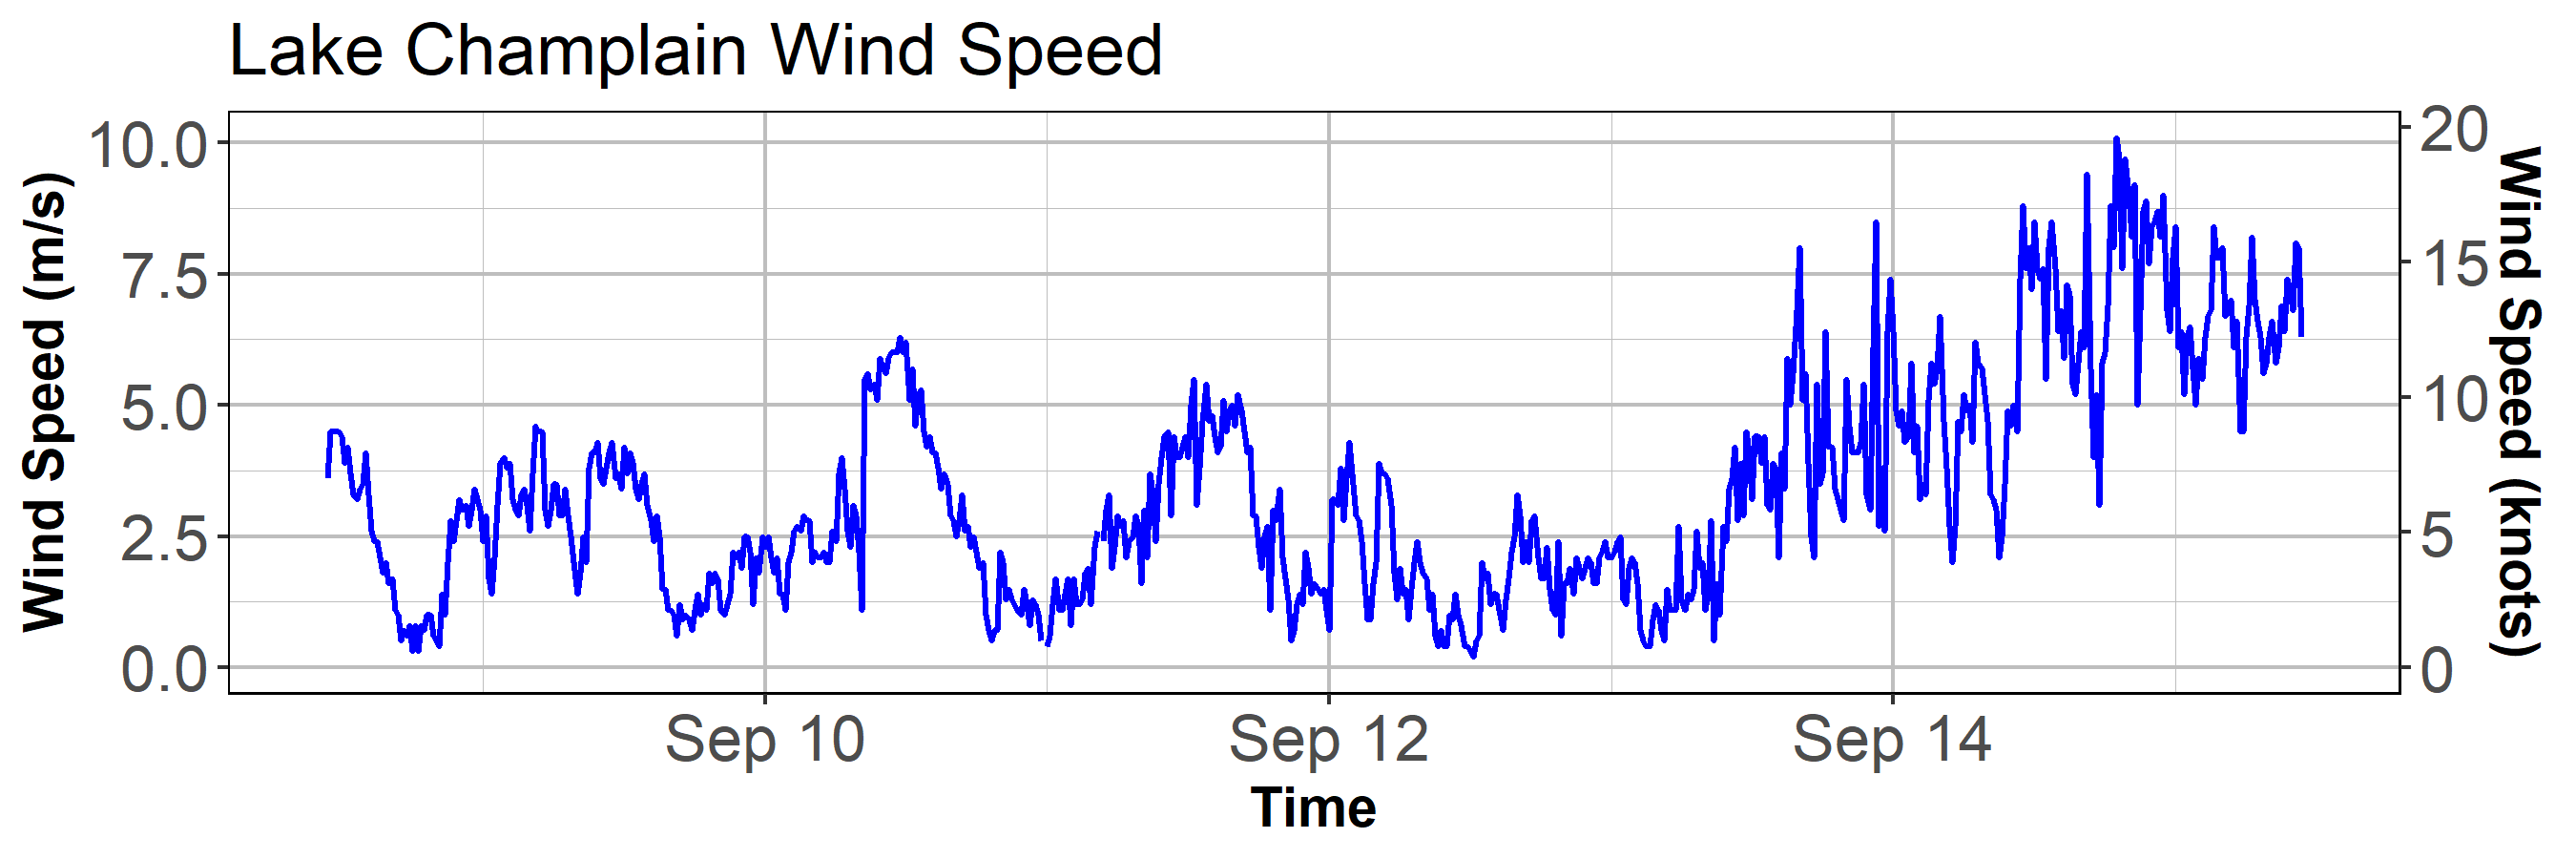 Lake Champlain Wind Speed
Wind Speed (m/s)
10.0
7.5
5.0
2.5
0.0
20
15
10
5
0
Wind Speed (knots)
Sep 10
Sep 12
Sep 14
Time